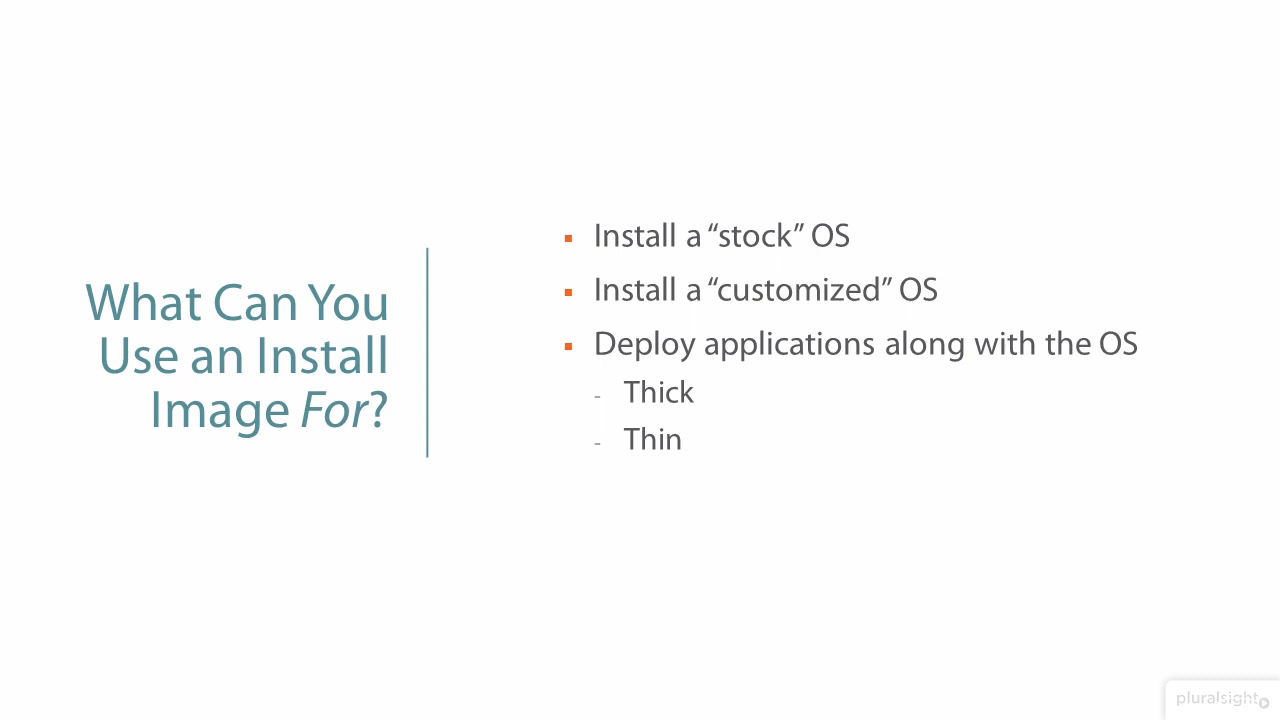 What Can You
Use an Install
Image For?
▪ Install a “stock” OS
▪ Install a “customized” OS
▪ Deploy applications along with the OS
- Thick
- Thin
pluralsight